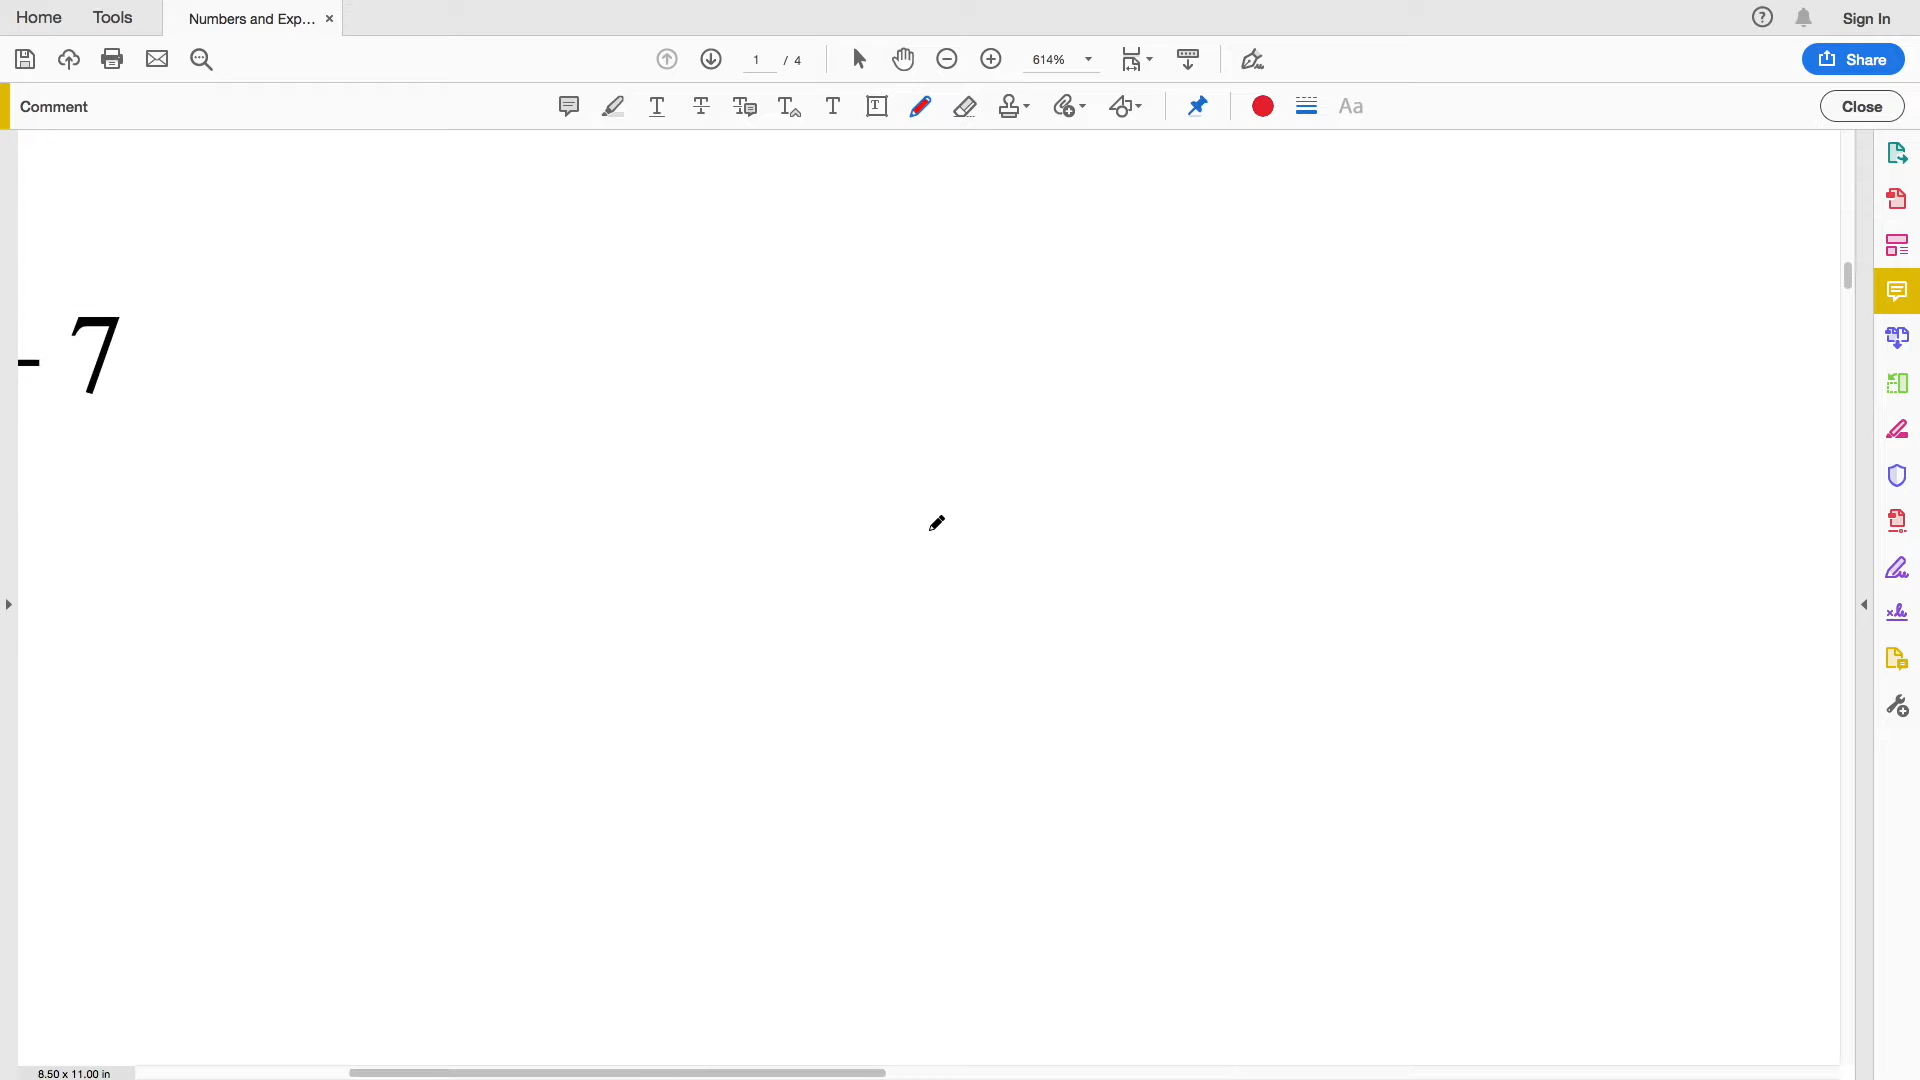 Home Tools Numbers and Exp... × Sign In
1 / 4 614% Share
Comment Aa Close
- 7
8.50 x 11.00 in